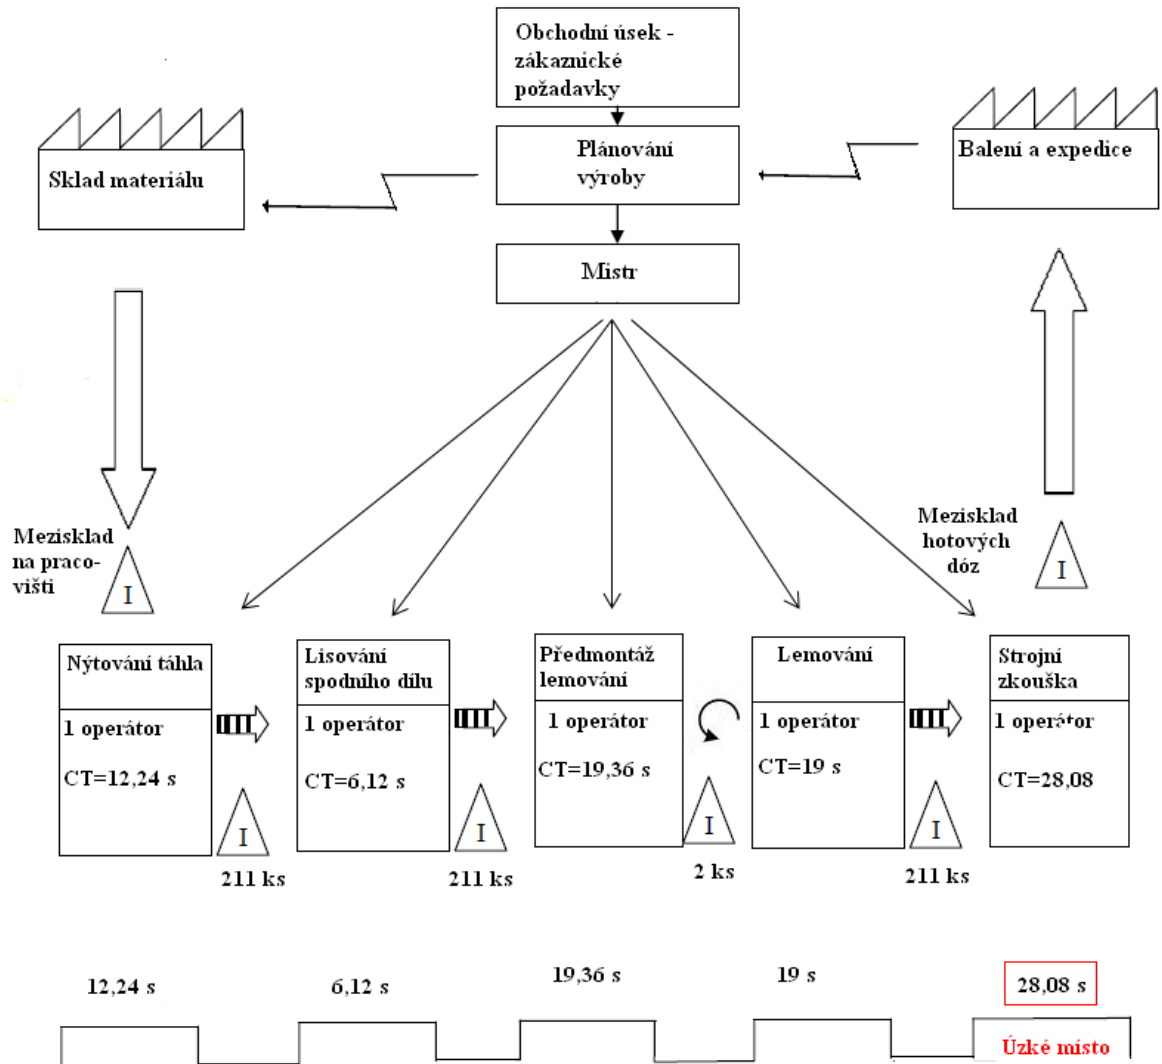 Obchodní úsek -
zákaznické
požadavky
Sklad materiálu
Plánování
výroby
Balení a expedice
Mistr
Mezisklad
na praco-
višti
I
Mezisklad
hotových
dóz
I
Nýtování táhla
1 operátor
CT=12,24 s
I
211 ks
Lisování
spodního dílu
1 operátor
CT=6,12 s
I
211 ks
Předmontáž
lemování
1 operátor
CT=19,36 s
I
2 ks
Lemování
1 operátor
CT=19 s
I
211 ks
Strojní
zkouška
1 operátor
CT=28,08
12,24 s
6,12 s
19,36 s
19 s
28,08 s
Úzké místo